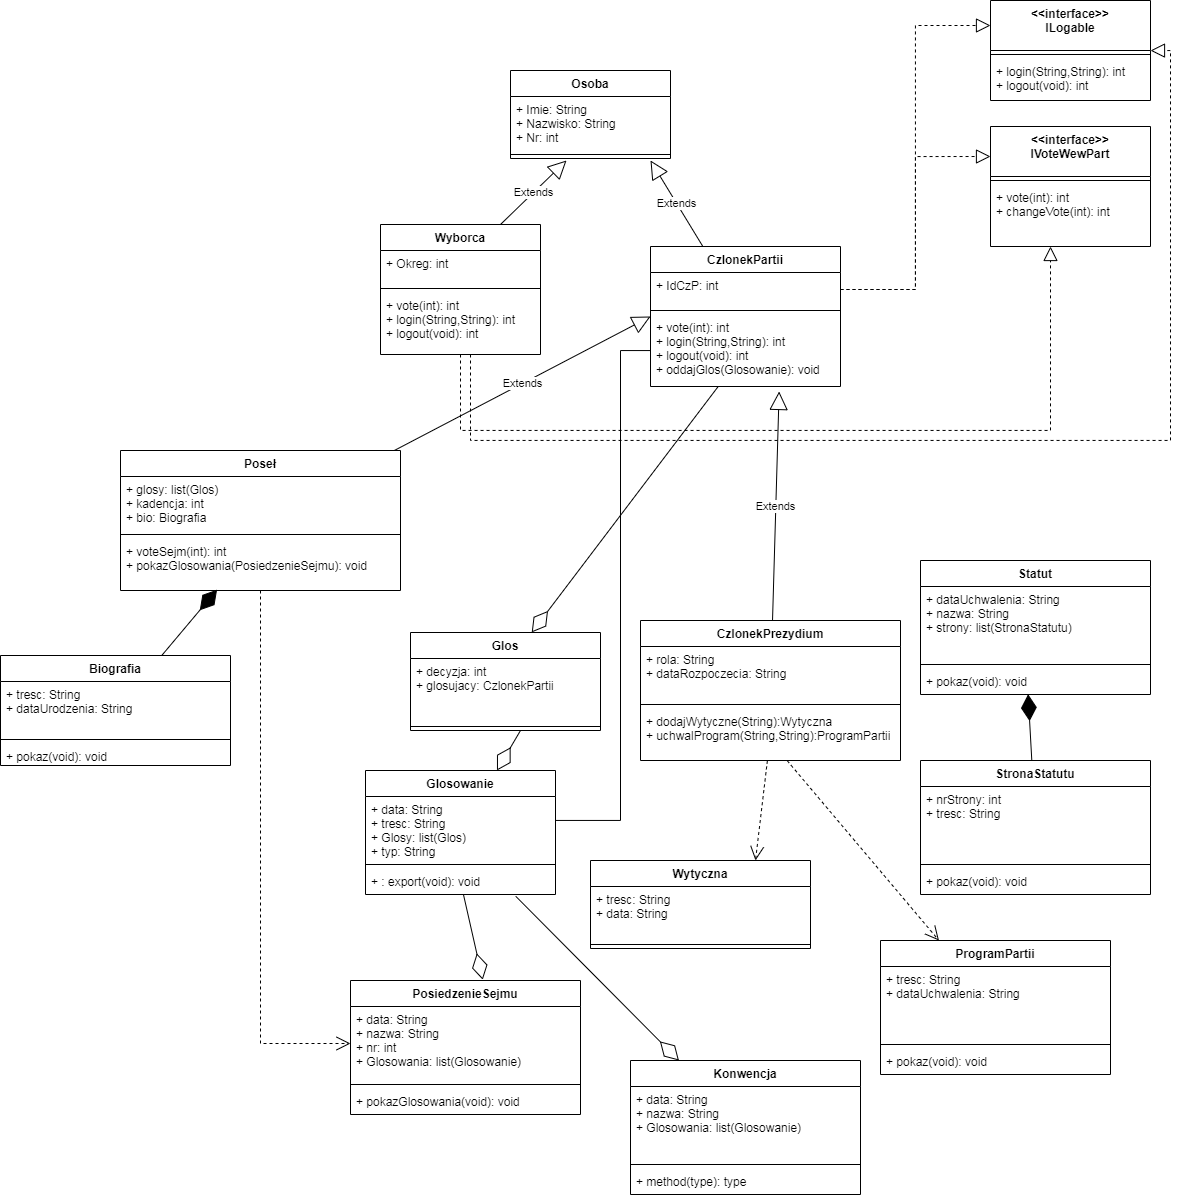 <<interface>>
ILogable
+ login(String,String): int
+ logout(void): int
Osoba
+ Imie: String
+ Nazwisko: String
+ Nr: int
<<interface>>
IVoteWewPart
+ vote(int): int
+ changeVote(int): int
Extends
Extends
Wyborca
+ Okreg: int
+ vote(int): int
+ login(String,String): int
+ logout(void): int
CzlonekPartii
+ IdCzP: int
+ vote(int): int
+ login(String,String): int
+ logout(void): int
+ oddajGlos(Glosowanie): void
Extends
Poseł
+ glosy: list(Glos)
+ kadencja: int
+ bio: Biografia
+ voteSejm(int): int
+ pokazGlosowania(PosiedzenieSejmu): void
Extends
Statut
+ dataUchwalenia: String
+ nazwa: String
+ strony: list(StronaStatutu)
+ pokaz(void): void
Biografia
+ tresc: String
+ dataUrodzenia: String
+ pokaz(void): void
Glos
+ decyzja: int
+ glosujacy: CzlonekPartii
CzlonekPrezydium
+ rola: String
+ dataRozpoczecia: String
+ dodajWytyczne(String):Wytyczna
+ uchwalProgram(String,String):ProgramPartii
Glosowanie
+ data: String
+ tresc: String
+ Glosy: list(Glos)
+ typ: String
+ : export(void): void
StronaStatutu
+ nrStrony: int
+ tresc: String
+ pokaz(void): void
Wytyczna
+ tresc: String
+ data: String
ProgramPartii
+ tresc: String
+ dataUchwalenia: String
+ pokaz(void): void
PosiedzenieSejmu
+ data: String
+ nazwa: String
+ nr: int
+ Glosowania: list(Glosowanie)
+ pokazGlosowania(void): void
Konwencja
+ data: String
+ nazwa: String
+ Glosowania: list(Glosowanie)
+ method(type): type